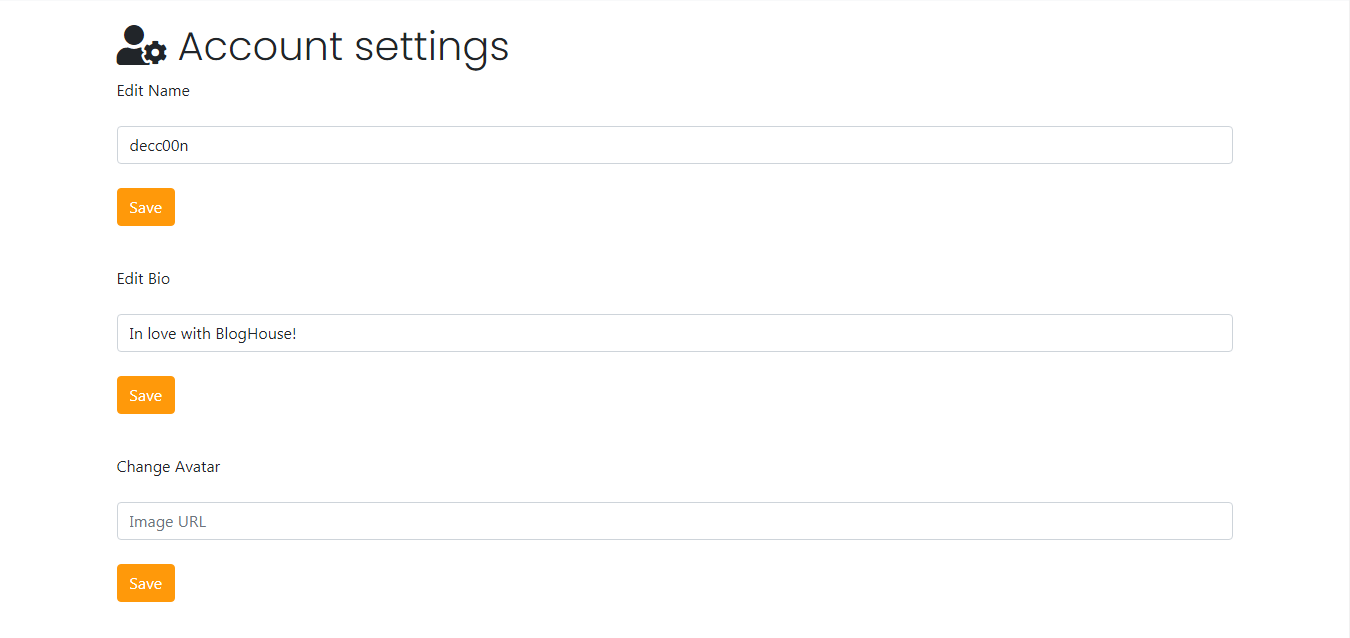 Account settings
Edit Name
decc00n
Save
Edit Bio
In love with BlogHouse!
Save
Change Avatar
Image URL
Save